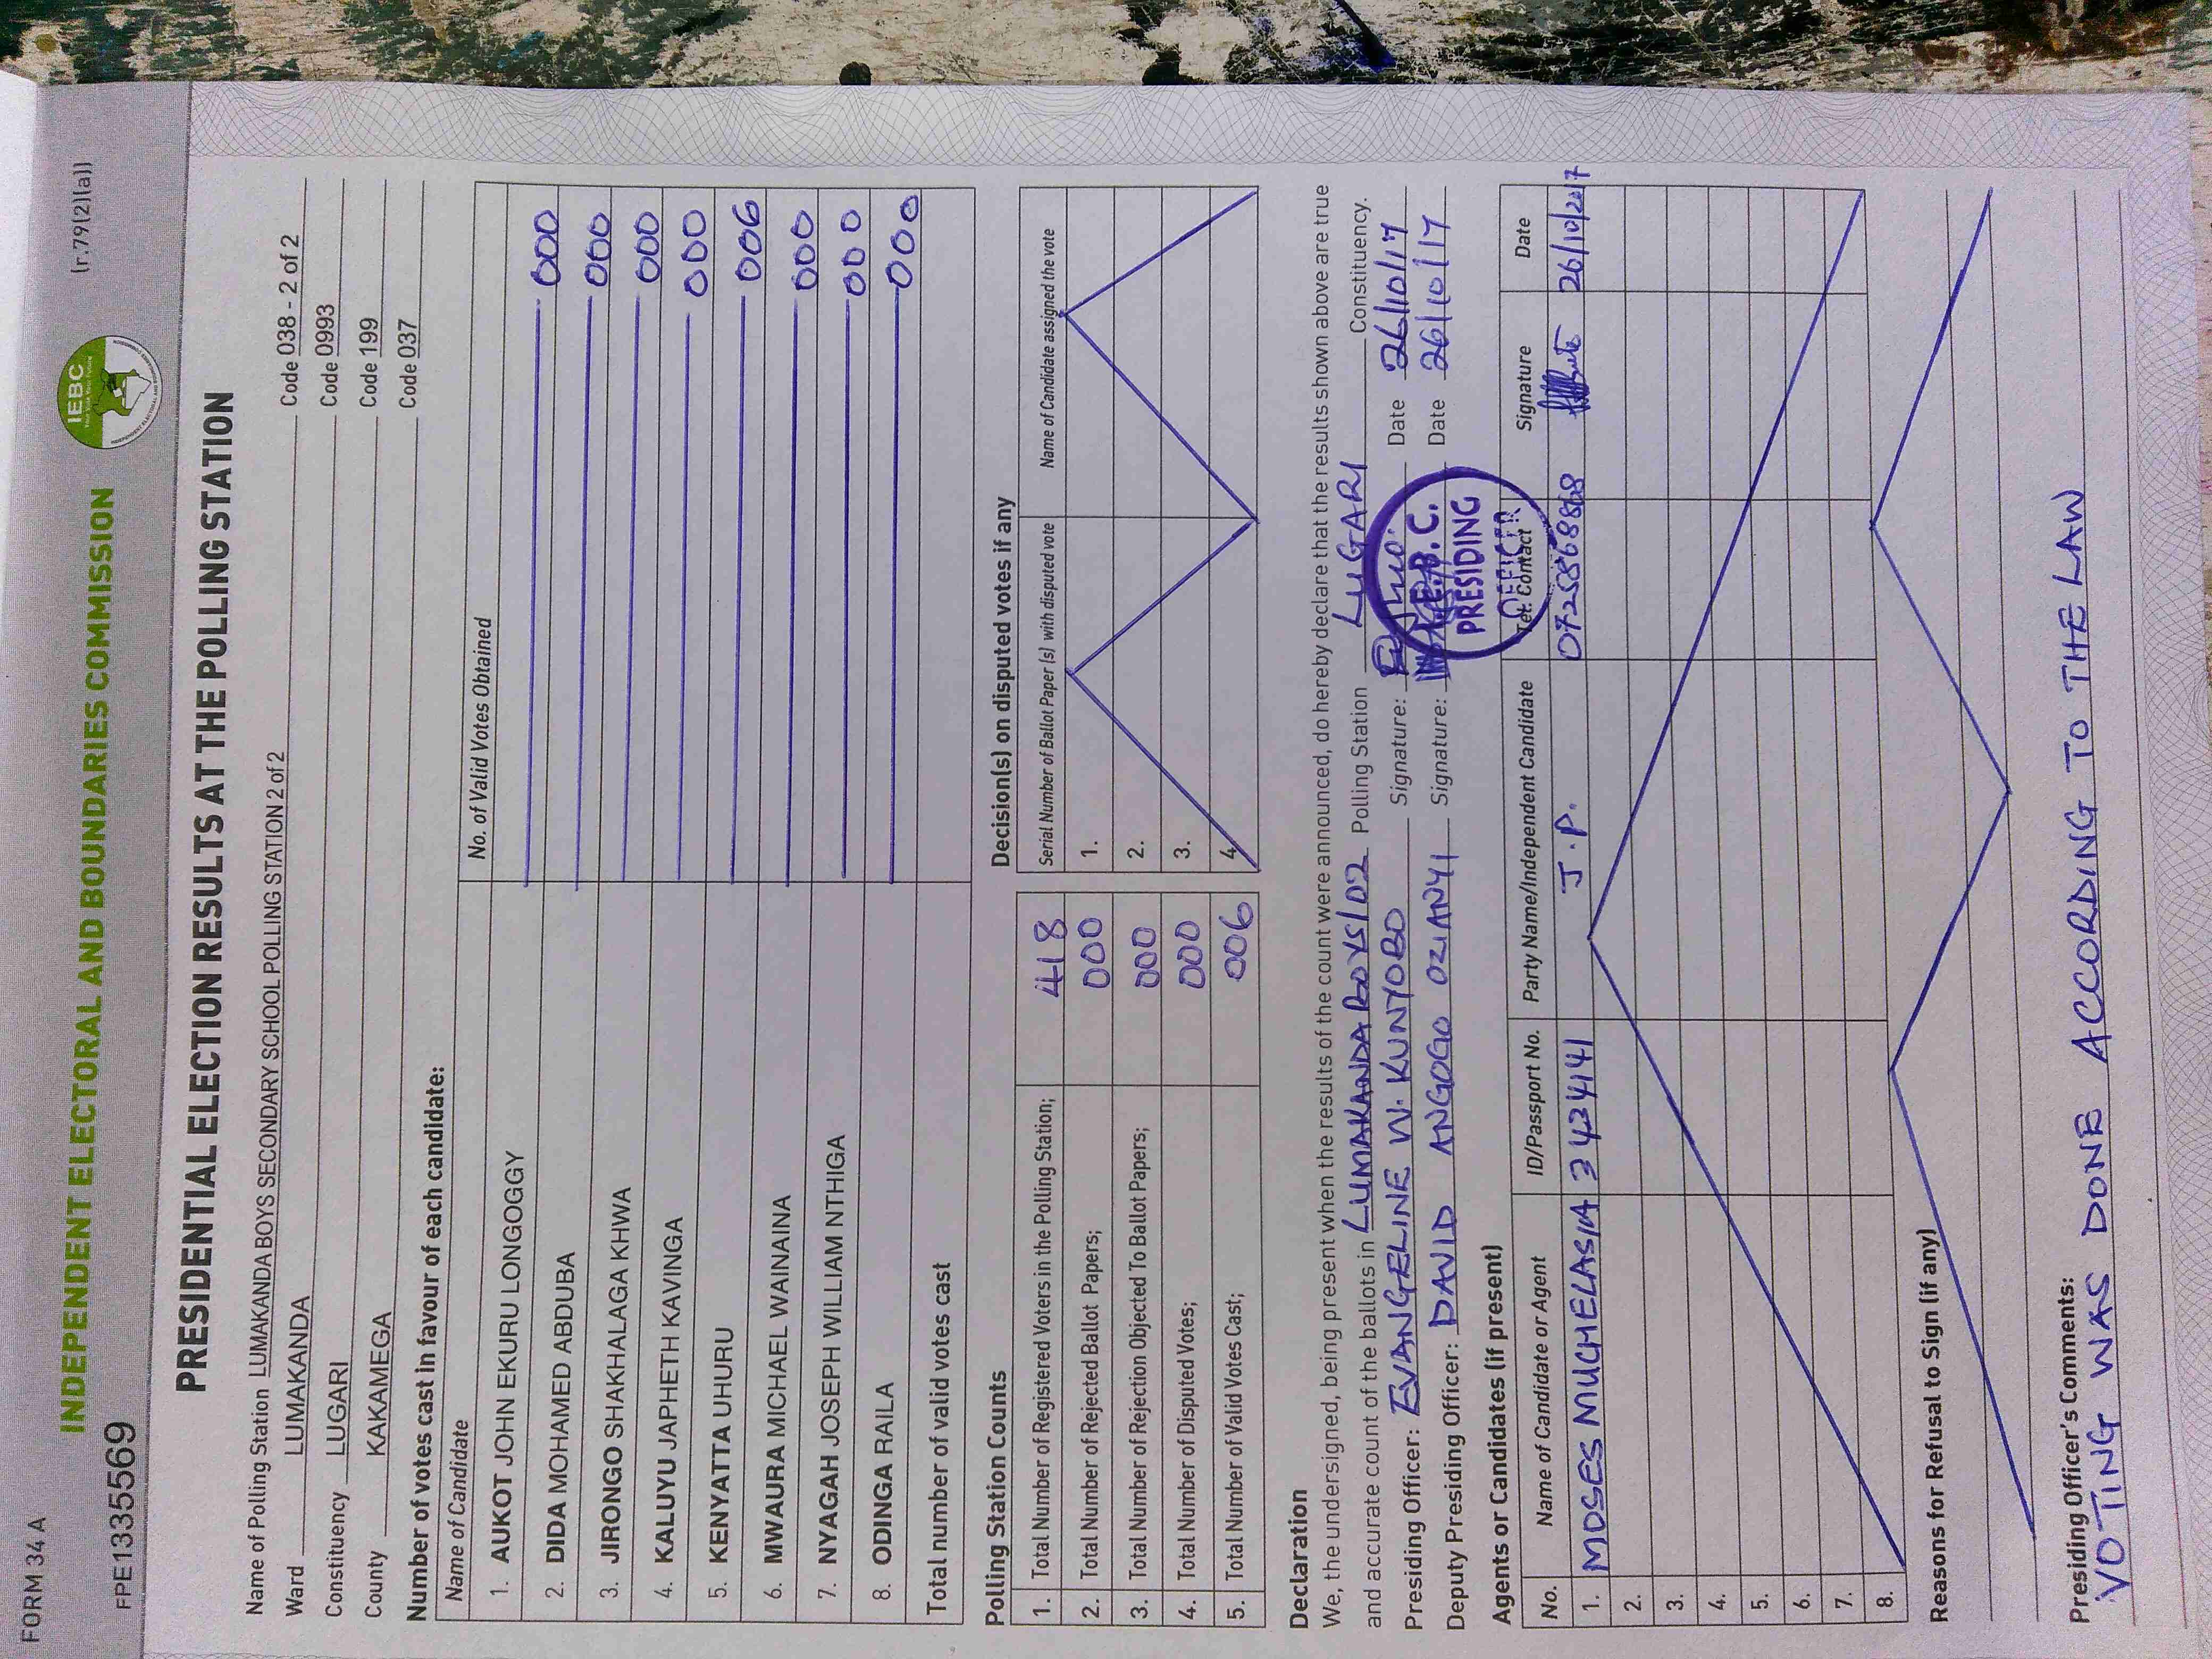 FORM 34 A
INDEPENDENT ELECTORAL AND BOUNDARIES COMMISSION
IEBC
(r.79(2)(a))
FPE1335569
PRESIDENTIAL ELECTION RESULTS AT THE POLLING STATION
Name of Polling Station LUMAKANDA BOYS SECONDARY SCHOOL POLLING STATION 2 of 2 Code 038 - 2 of 2
Ward LUMAKANDA Code 0993
Constituency LUGARI Code 199
County KAKAMEGA Code 037
Number of votes cast in favour of each candidate:
Name of Candidate No. of Valid Votes Obtained
1. AUKOT JOHN EKURU LONGOGGY 000
2. DIDA MOHAMED ABDUBA 000
3. JIRONGO SHAKHALAGA KHWA 000
4. KALUYU JAPHETH KAVINGA 000
5. KENYATTA UHURU 006
6. MWAURA MICHAEL WAINAINA 000
7. NYAGAH JOSEPH WILLIAM NTHIGA 000
8. ODINGA RAILA 000
Total number of valid votes cast
Polling Station Counts
1. Total Number of Registered Voters in the Polling Station; 418
2. Total Number of Rejected Ballot Papers; 000
3. Total Number of Rejection Objected To Ballot Papers; 000
4. Total Number of Disputed Votes; 000
5. Total Number of Valid Votes Cast; 006
Decision(s) on disputed votes if any
Serial Number of Ballot Paper (s) with disputed vote Name of Candidate assigned the vote
1.
2.
3.
4.
Declaration
We, the undersigned, being present when the results of the count were announced, do hereby declare that the results shown above are true
and accurate count of the ballots in LUMAKANDA BOYS/02 Polling Station LUGARI Constituency.
Presiding Officer: EVANGELINE W. KUNYOBO Signature: Date 26/10/17
Deputy Presiding Officer: DAVID ANGOGO OZIANYI Signature: Date 26/10/17
I.E.B.C.
PRESIDING
OFFICER
Agents or Candidates (if present)
No. Name of Candidate or Agent ID/Passport No. Party Name/Independent Candidate Tel. Contact Signature Date
1. MOSES MUCHELASIA 3424141 J.P. 0725868868 26/10/2017
2.
3.
4.
5.
6.
7.
8.
Reasons for Refusal to Sign (if any)
Presiding Officer's Comments:
VOTING WAS DONE ACCORDING TO THE LAW